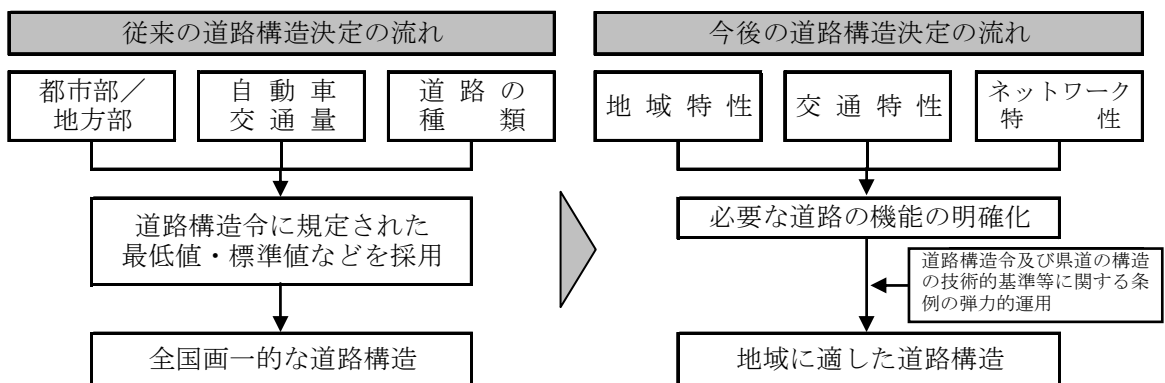 従来の道路構造決定の流れ
都市部／
地方部
自動車
交通量
道路の
種類
道路構造令に規定された
最低値・標準値などを採用
全国画一的な道路構造
今後の道路構造決定の流れ
地域特性
交通特性
ネットワーク
特性
必要な道路の機能の明確化
道路構造令及び県道の構造
の技術的基準等に関する条
例の弾力的運用
地域に適した道路構造